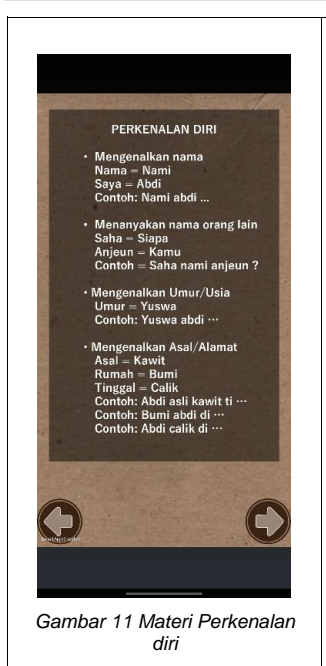 PERKENALAN DIRI
• Mengenalkan nama
Nama = Nami
Saya = Abdi
Contoh: Nami abdi ...
• Menanyakan nama orang lain
Saha = Siapa
Anjeun = Kamu
Contoh = Saha nami anjeun ?
• Mengenalkan Umur/Usia
Umur = Yuswa
Contoh: Yuswa abdi ⋯
• Mengenalkan Asal/Alamat
Asal = Kawit
Rumah = Bumi
Tinggal = Calik
Contoh: Abdi asli kawit ti ⋯
Contoh: Bumi abdi di ⋯
Contoh: Abdi calik di ⋯
Gambar 11 Materi Perkenalan
diri